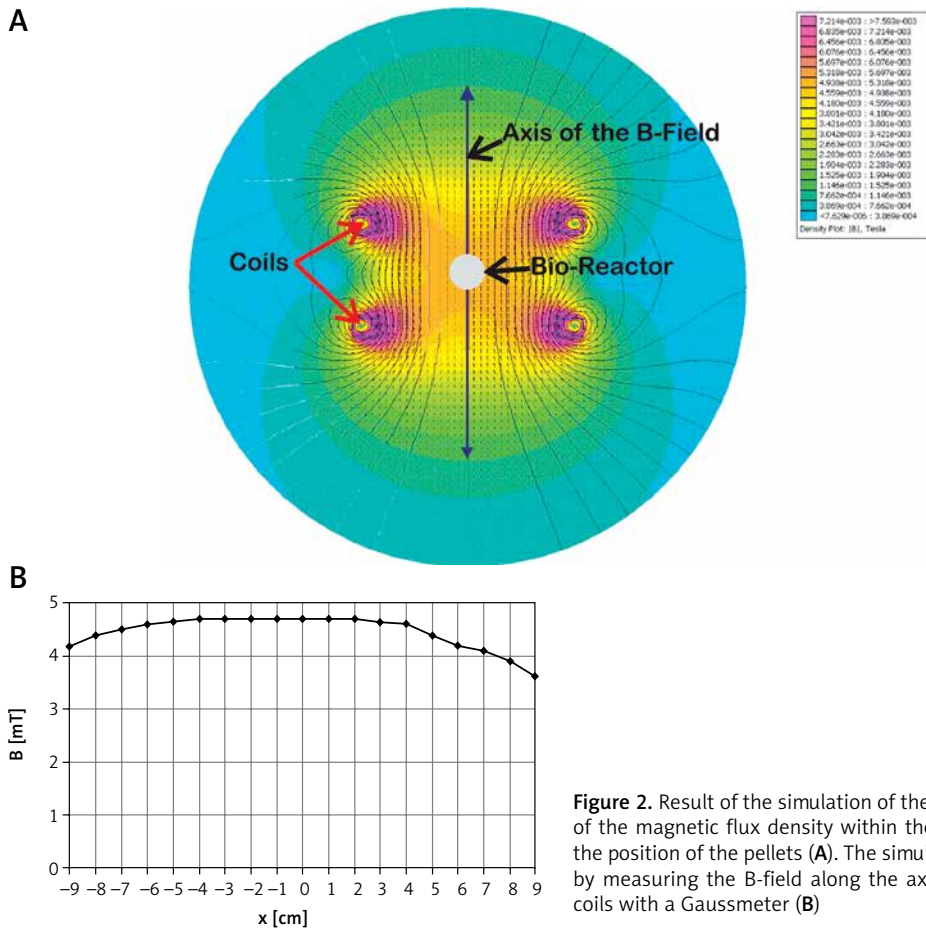 A
7.214e-003 : >7.593e-003
6.835e-003 : 7.214e-003
6.456e-003 : 6.835e-003
6.076e-003 : 6.456e-003
5.697e-003 : 6.076e-003
5.318e-003 : 5.697e-003
4.938e-003 : 5.318e-003
4.559e-003 : 4.938e-003
4.180e-003 : 4.559e-003
3.801e-003 : 4.180e-003
3.421e-003 : 3.801e-003
3.042e-003 : 3.421e-003
2.663e-003 : 3.042e-003
2.283e-003 : 2.663e-003
1.904e-003 : 2.283e-003
1.525e-003 : 1.904e-003
1.146e-003 : 1.525e-003
7.662e-004 : 1.146e-003
3.869e-004 : 7.662e-004
<7.629e-006 : 3.869e-004
Density Plot: |B|, Tesla
Axis of the B-Field
Coils
Bio-Reactor
B
5
4
3
2
1
0
B [mT]
–9 –8 –7 –6 –5 –4 –3 –2 –1 0 1 2 3 4 5 6 7 8 9
x [cm]
Figure 2. Result of the simulation of the
of the magnetic flux density within the
the position of the pellets (A). The simul
by measuring the B-field along the ax
coils with a Gaussmeter (B)